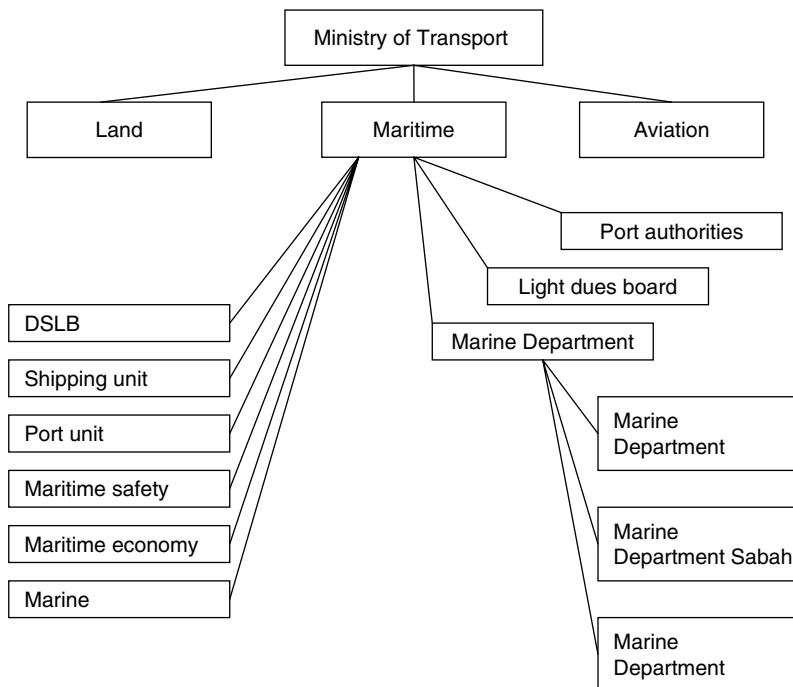 Ministry of Transport
Land
Maritime
Aviation
Port authorities
Light dues board
DSLB
Marine Department
Shipping unit
Port unit
Maritime safety
Maritime economy
Marine
Marine
Department
Marine
Department Sabah
Marine
Department